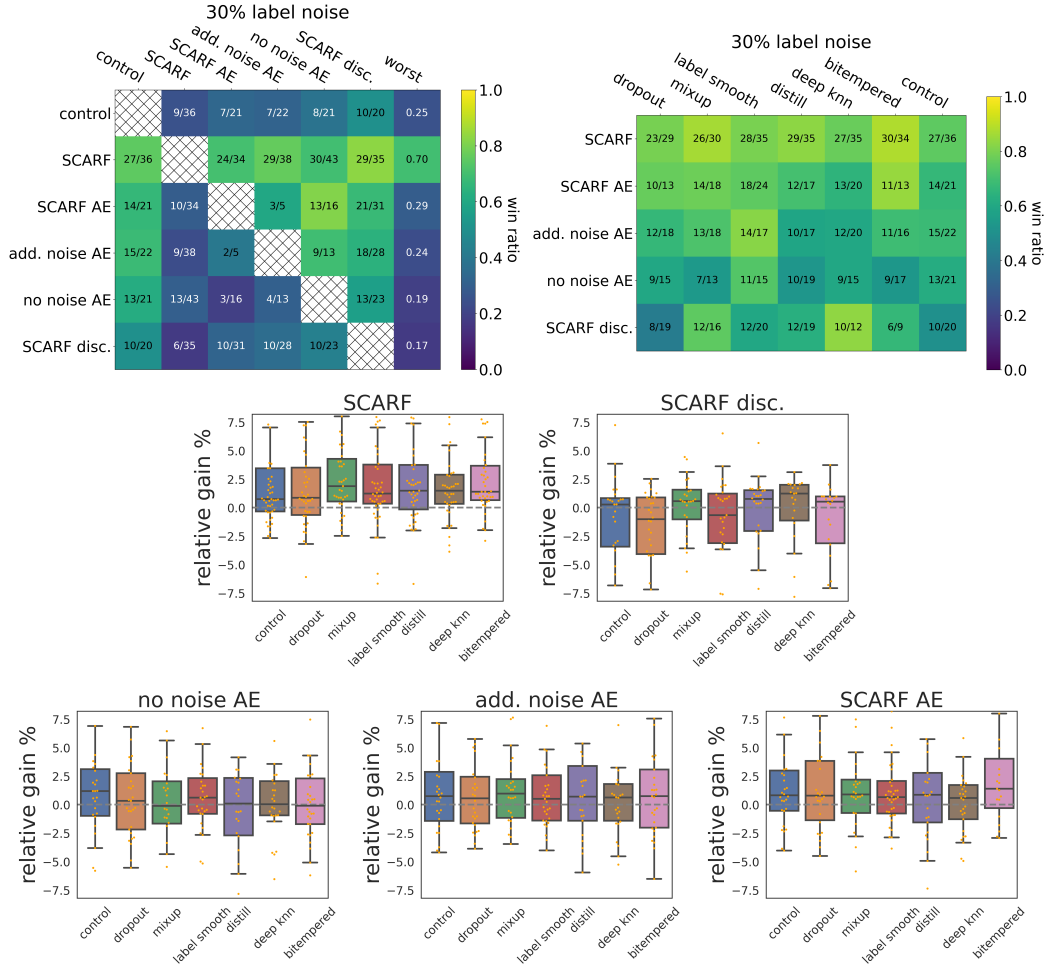 30% label noise
control SCARF SCARF AE add. noise AE no noise AE SCARF disc. worst
control 9/36 7/21 7/22 8/21 10/20 0.25
SCARF 27/36 24/34 29/38 30/43 29/35 0.70
SCARF AE 14/21 10/34 3/5 13/16 21/31 0.29
add. noise AE 15/22 9/38 2/5 9/13 18/28 0.24
no noise AE 13/21 13/43 3/16 4/13 13/23 0.19
SCARF disc. 10/20 6/35 10/31 10/28 10/23 0.17
1.0
0.8
0.6
0.4
0.2
0.0
win ratio
30% label noise
dropout mixup label smooth distill deep knn bitempered control
SCARF 23/29 26/30 28/35 29/35 27/35 30/34 27/36
SCARF AE 10/13 14/18 18/24 12/17 13/20 11/13 14/21
add. noise AE 12/18 13/18 14/17 10/17 12/20 11/16 15/22
no noise AE 9/15 7/13 11/15 10/19 9/15 9/17 13/21
SCARF disc. 8/19 12/16 12/20 12/19 10/12 6/9 10/20
1.0
0.8
0.6
0.4
0.2
0.0
win ratio
SCARF
relative gain %
7.5
5.0
2.5
0.0
−2.5
−5.0
−7.5
control dropout mixup label smooth distill deep knn bitempered
SCARF disc.
relative gain %
7.5
5.0
2.5
0.0
−2.5
−5.0
−7.5
control dropout mixup label smooth distill deep knn bitempered
no noise AE
relative gain %
7.5
5.0
2.5
0.0
−2.5
−5.0
−7.5
control dropout mixup label smooth distill deep knn bitempered
add. noise AE
relative gain %
7.5
5.0
2.5
0.0
−2.5
−5.0
−7.5
control dropout mixup label smooth distill deep knn bitempered
SCARF AE
relative gain %
7.5
5.0
2.5
0.0
−2.5
−5.0
−7.5
control dropout mixup label smooth distill deep knn bitempered